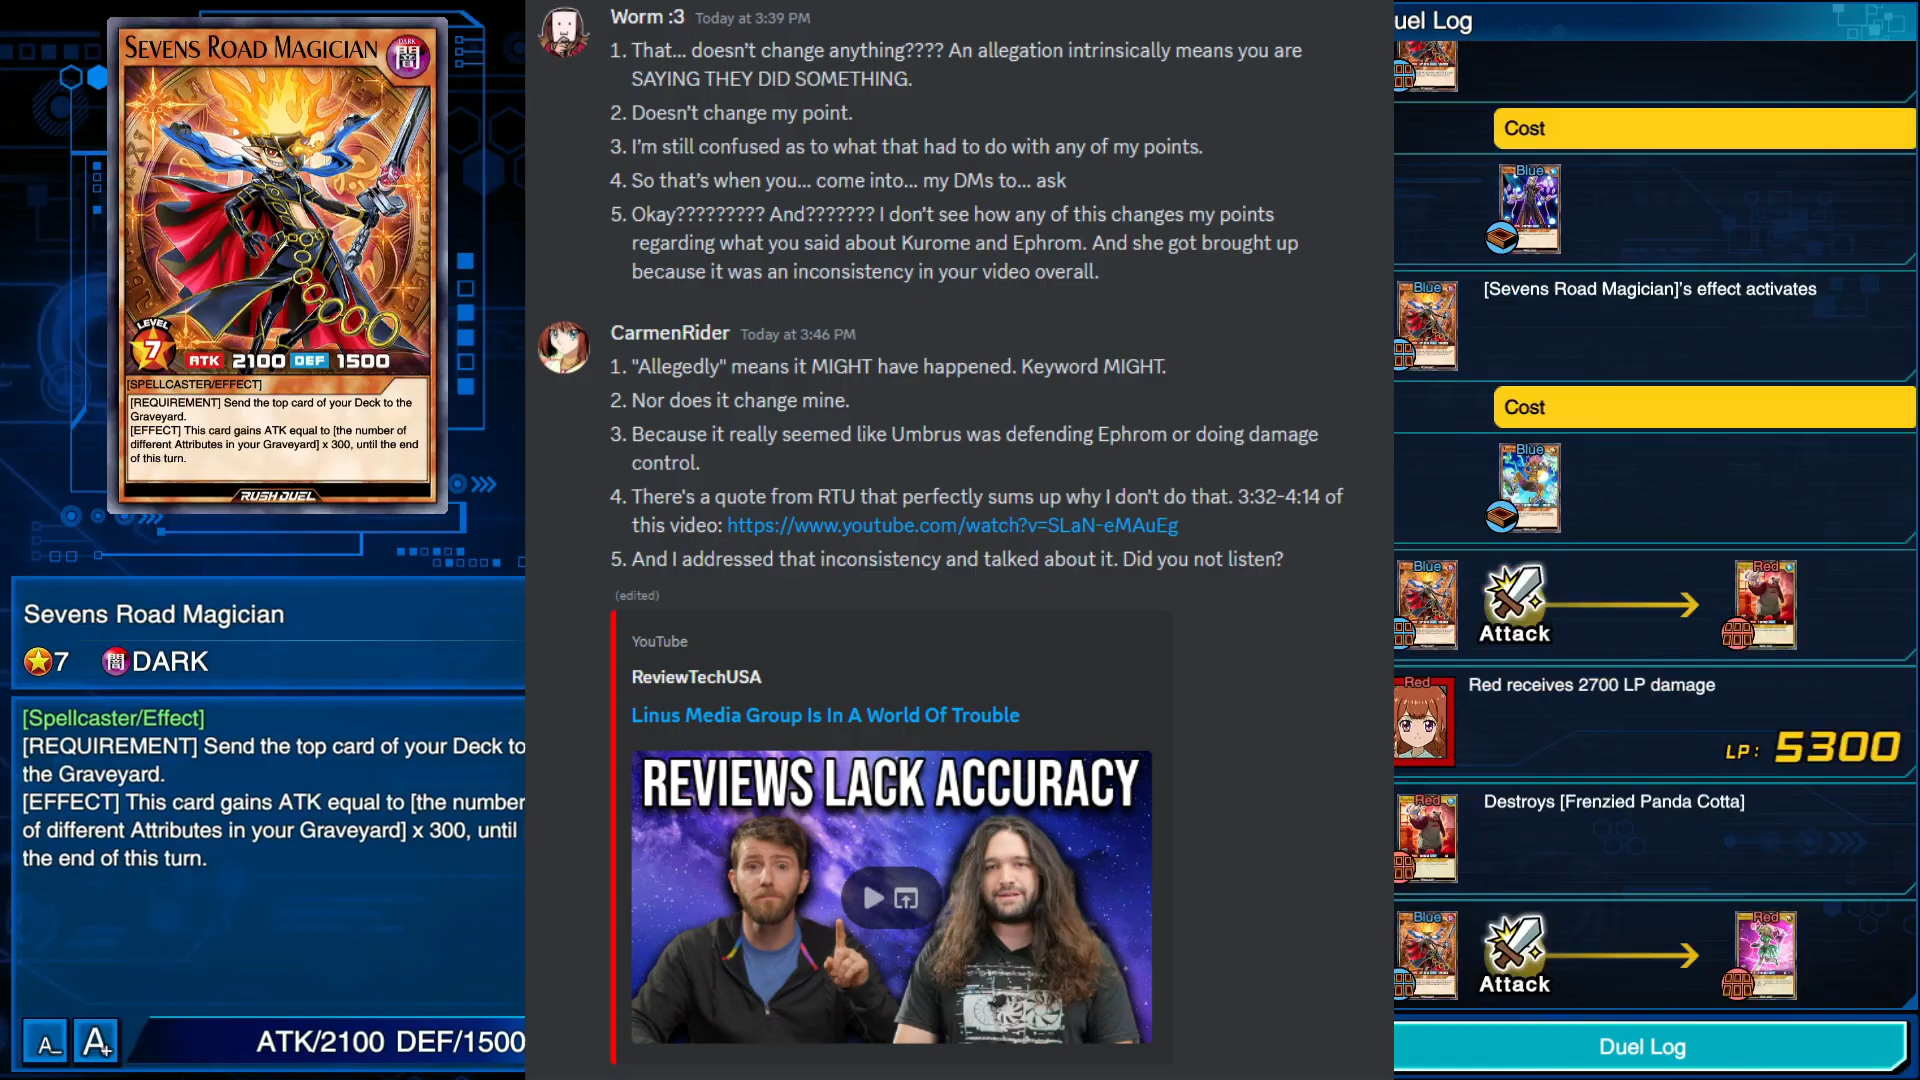 SEVENS ROAD MAGICIAN
DARK
闇
LEVEL
7
ATK 2100 DEF 1500
[SPELLCASTER/EFFECT]
[REQUIREMENT] Send the top card of your Deck to the
Graveyard.
[EFFECT] This card gains ATK equal to [the number of
different Attributes in your Graveyard] x 300, until the end
of this turn.
RUSH DUEL
Sevens Road Magician
7 闇 DARK
[Spellcaster/Effect]
[REQUIREMENT] Send the top card of your Deck to
the Graveyard.
[EFFECT] This card gains ATK equal to [the number
of different Attributes in your Graveyard] x 300, until
the end of this turn.
A- A+
ATK/2100 DEF/1500
Worm :3 Today at 3:39 PM
1. That... doesn't change anything???? An allegation intrinsically means you are
SAYING THEY DID SOMETHING.
2. Doesn't change my point.
3. I'm still confused as to what that had to do with any of my points.
4. So that's when you... come into... my DMs to... ask
5. Okay????????? And??????? I don't see how any of this changes my points
regarding what you said about Kurome and Ephrom. And she got brought up
because it was an inconsistency in your video overall.
CarmenRider Today at 3:46 PM
1. "Allegedly" means it MIGHT have happened. Keyword MIGHT.
2. Nor does it change mine.
3. Because it really seemed like Umbrus was defending Ephrom or doing damage
control.
4. There's a quote from RTU that perfectly sums up why I don't do that. 3:32-4:14 of
this video: https://www.youtube.com/watch?v=SLaN-eMAuEg
5. And I addressed that inconsistency and talked about it. Did you not listen?
(edited)
YouTube
ReviewTechUSA
Linus Media Group Is In A World Of Trouble
REVIEWS LACK ACCURACY
uel Log
Cost
Blue
Blue
[Sevens Road Magician]'s effect activates
Cost
Blue
Blue
Attack
Red
Red
Red receives 2700 LP damage
LP: 5300
Red
Destroys [Frenzied Panda Cotta]
Blue
Attack
Red
Duel Log